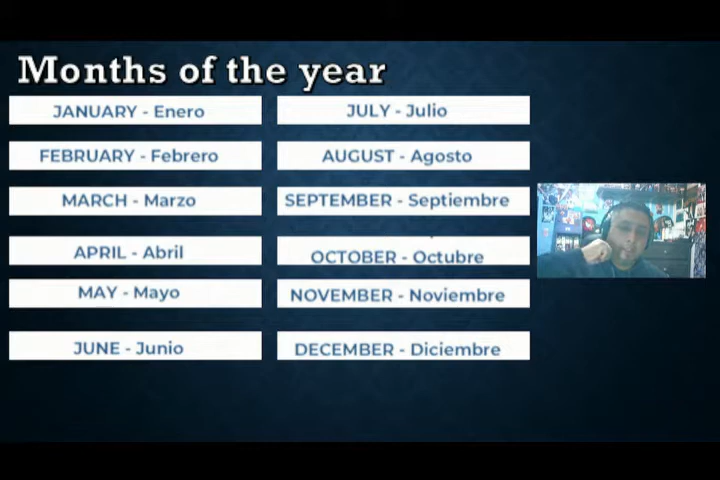 Months of the year
JANUARY - Enero
FEBRUARY - Febrero
MARCH - Marzo
APRIL - Abril
MAY - Mayo
JUNE - Junio
JULY - Julio
AUGUST - Agosto
SEPTEMBER - Septiembre
OCTOBER - Octubre
NOVEMBER - Noviembre
DECEMBER - Diciembre